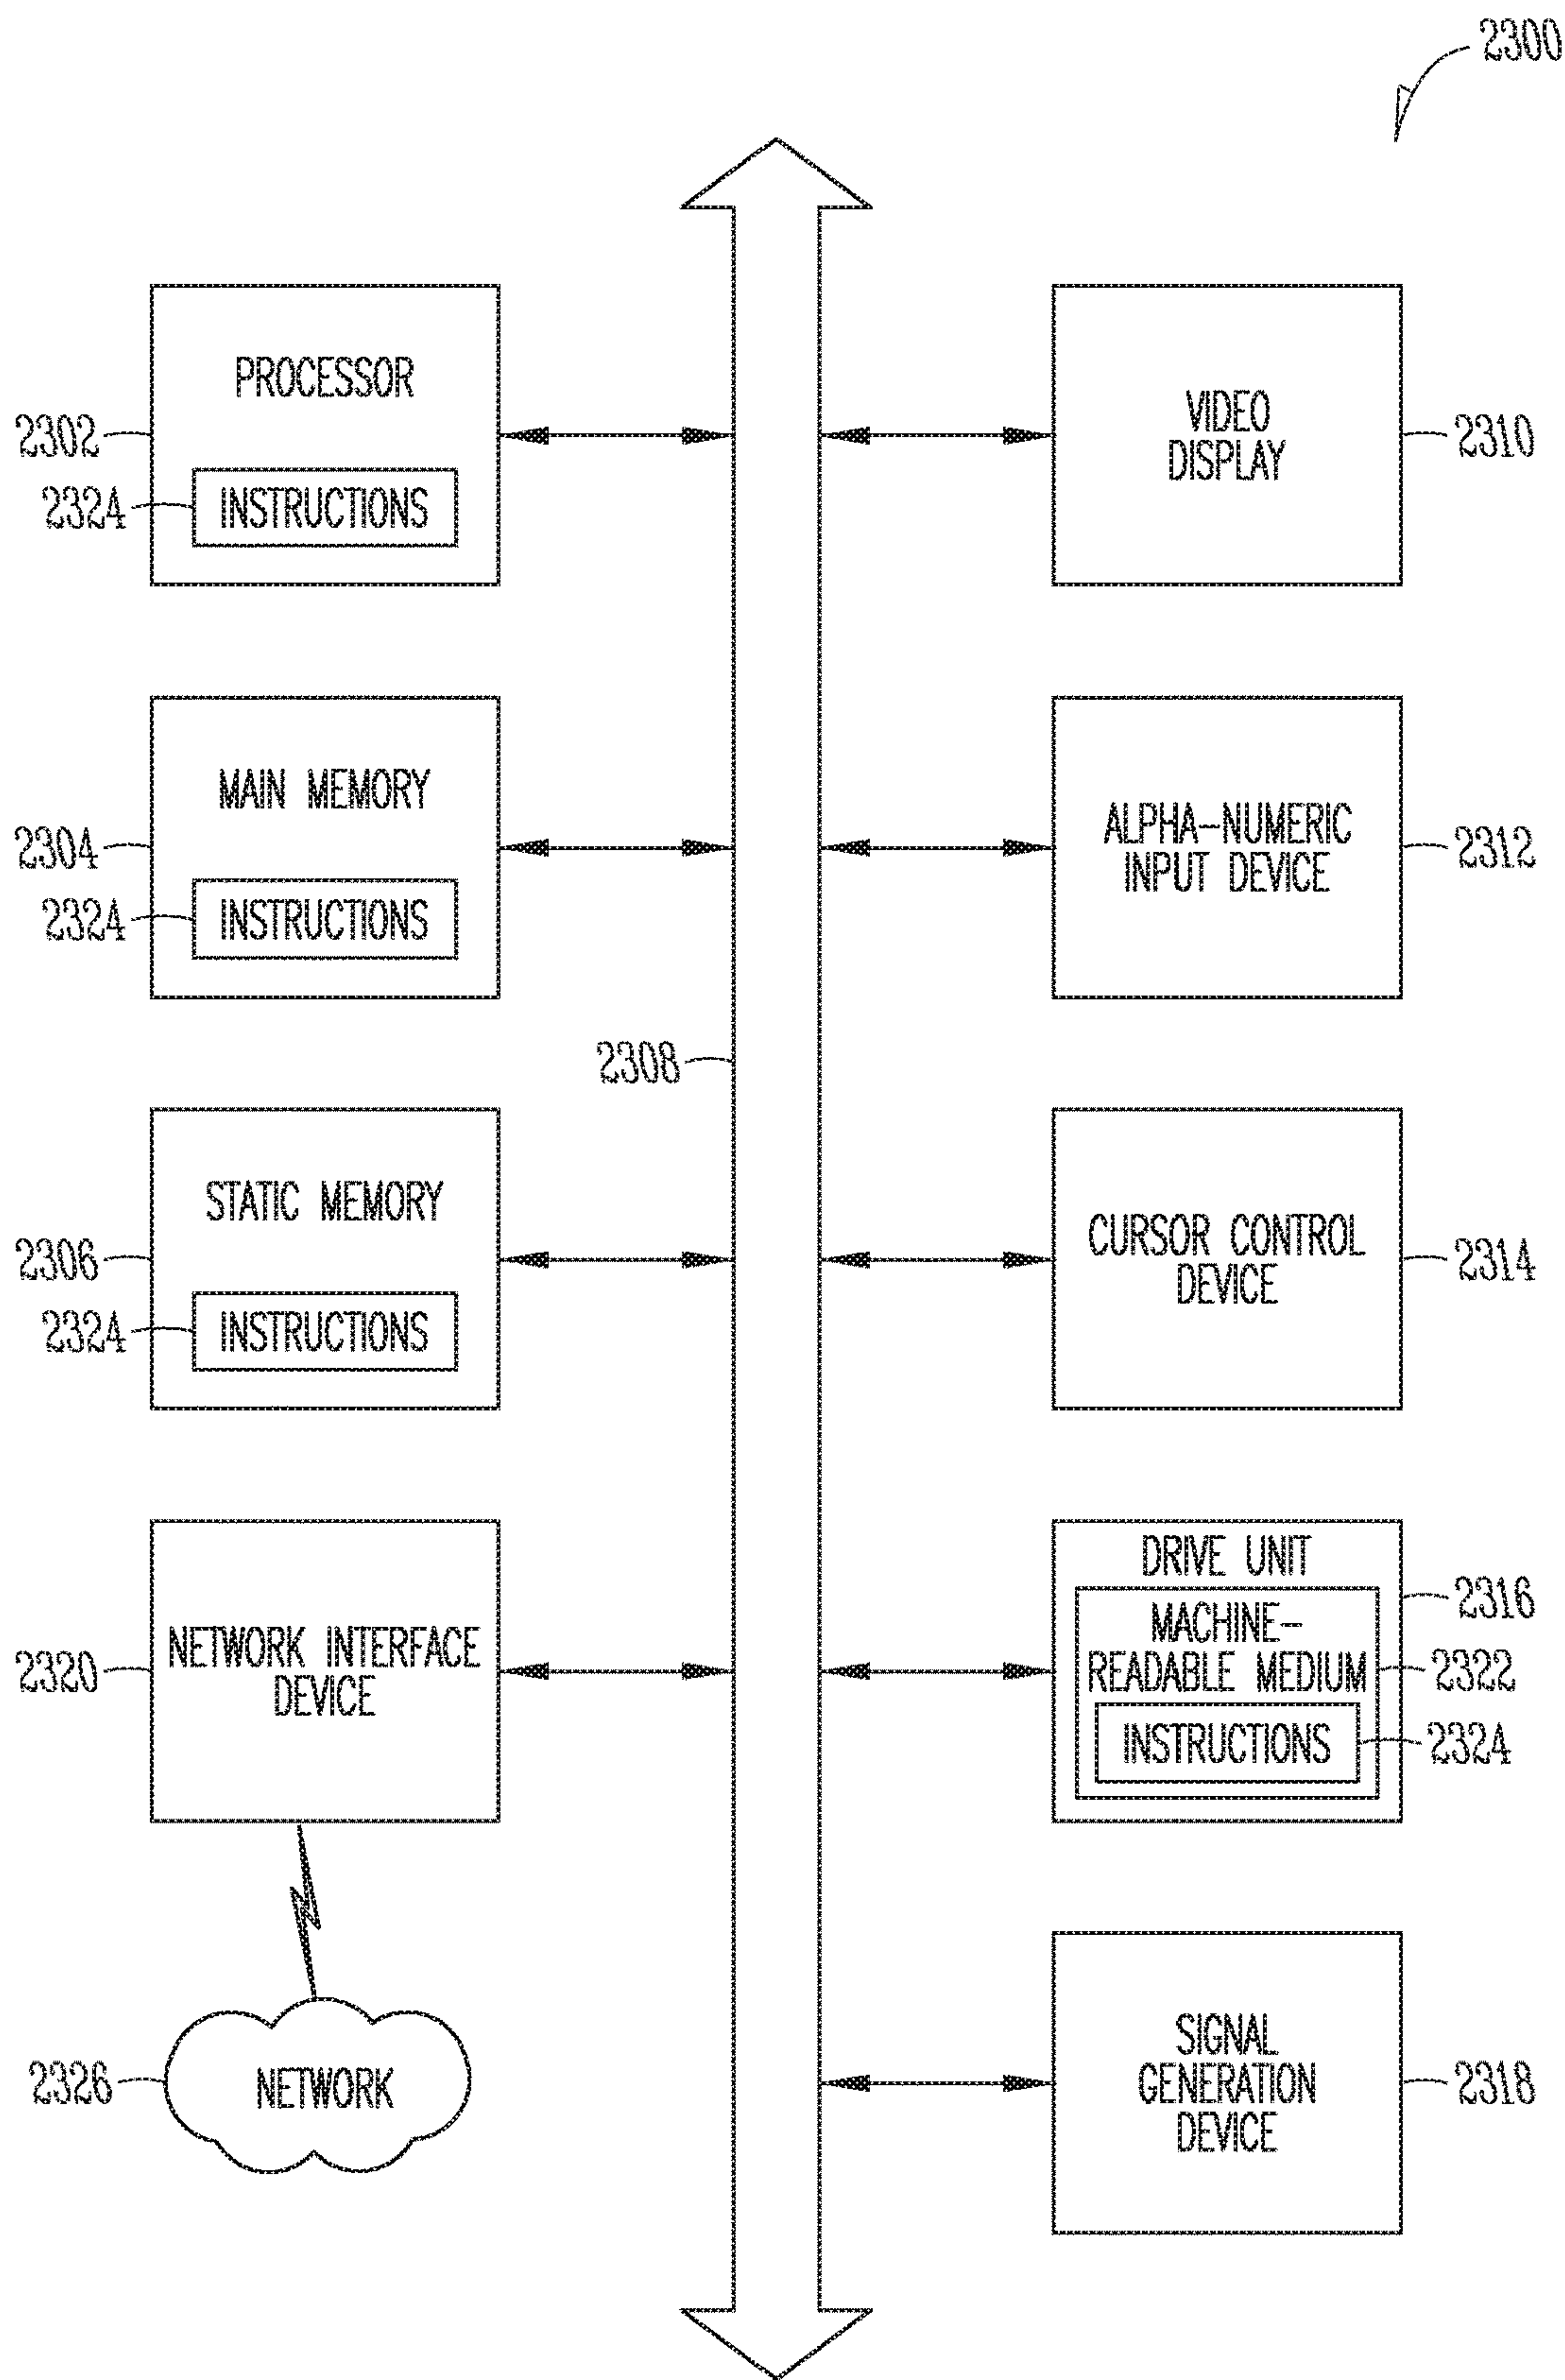 2300
PROCESSOR
2302
2324
INSTRUCTIONS
VIDEO
DISPLAY
2310
MAIN MEMORY
2304
2324
INSTRUCTIONS
ALPHA-NUMERIC
INPUT DEVICE
2312
2308
STATIC MEMORY
2306
2324
INSTRUCTIONS
CURSOR CONTROL
DEVICE
2314
NETWORK INTERFACE
DEVICE
2320
DRIVE UNIT
2316
MACHINE-
READABLE MEDIUM
2322
INSTRUCTIONS
2324
2326
NETWORK
SIGNAL
GENERATION
DEVICE
2318